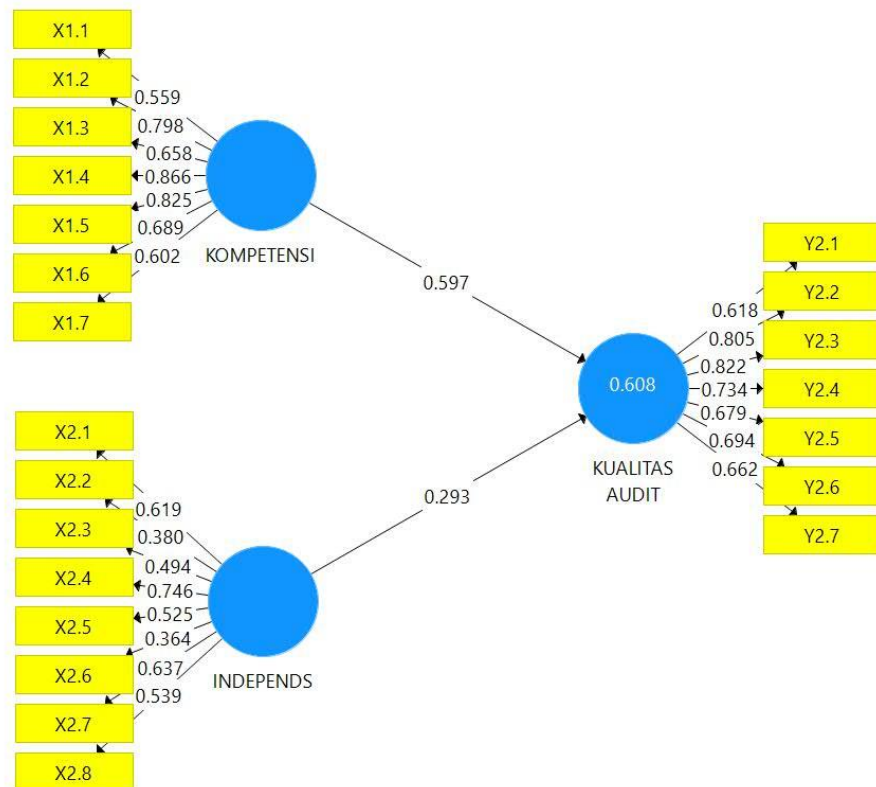 X1.1
X1.2
X1.3
X1.4
X1.5
X1.6
X1.7
0.559
0.798
0.658
0.866
0.825
0.689
0.602
KOMPETENSI
0.597
X2.1
X2.2
X2.3
X2.4
X2.5
X2.6
X2.7
X2.8
0.619
0.380
0.494
0.746
0.525
0.364
0.637
0.539
INDEPENDS
0.293
0.608
KUALITAS
AUDIT
0.618
0.805
0.822
0.734
0.679
0.694
0.662
Y2.1
Y2.2
Y2.3
Y2.4
Y2.5
Y2.6
Y2.7